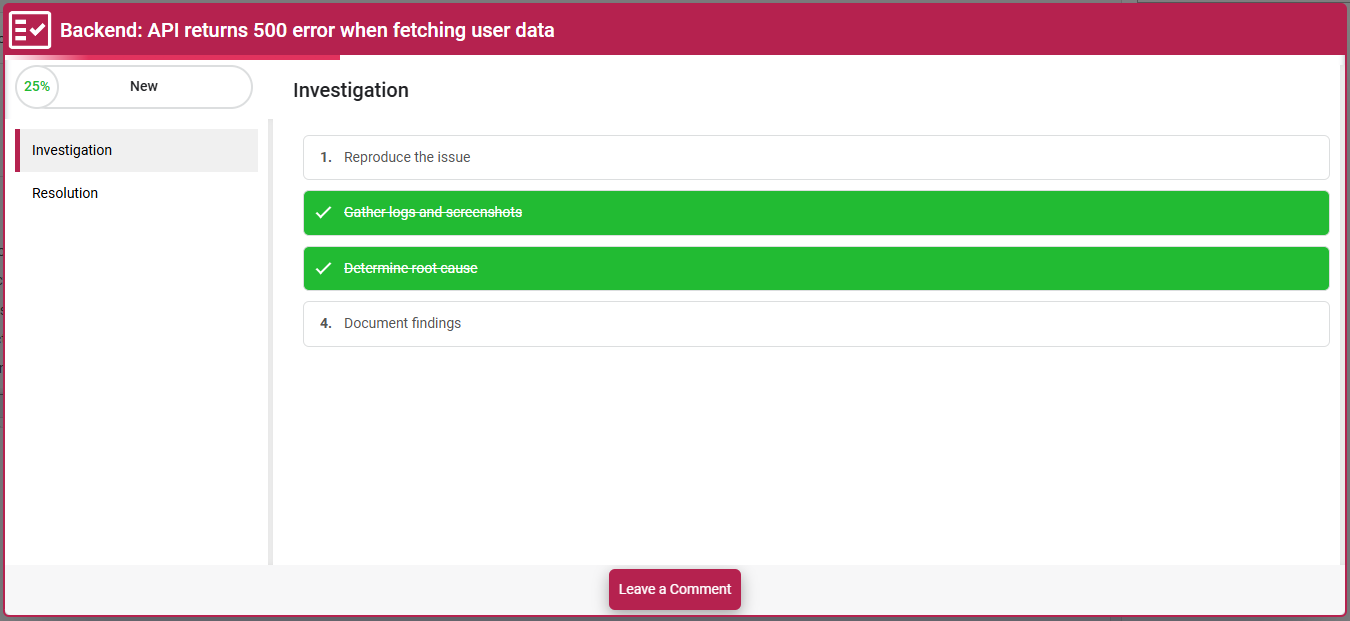 Backend: API returns 500 error when fetching user data
25% New
Investigation
Resolution
Investigation
1. Reproduce the issue
Gather logs and screenshots
Determine root cause
4. Document findings
Leave a Comment